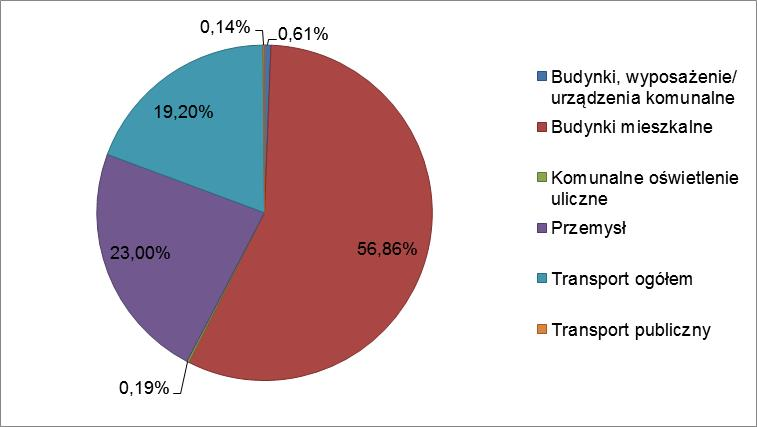 0,14%
0,61%
19,20%
23,00%
56,86%
0,19%
Budynki, wyposażenie/
urządzenia komunalne
Budynki mieszkalne
Komunalne oświetlenie
uliczne
Przemysł
Transport ogółem
Transport publiczny